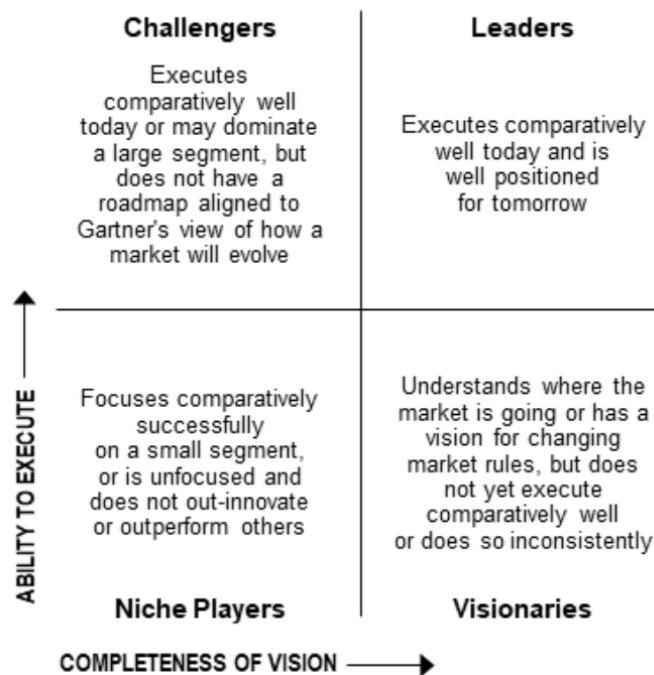 Challengers
Executes
comparatively well
today or may dominate
a large segment, but
does not have a
roadmap aligned to
Gartner's view of how a
market will evolve
Leaders
Executes comparatively
well today and is
well positioned
for tomorrow
ABILITY TO EXECUTE
Focuses comparatively
successfully
on a small segment,
or is unfocused and
does not out-innovate
or outperform others
Niche Players
Understands where the
market is going or has a
vision for changing
market rules, but does
not yet execute
comparatively well
or does so inconsistently
Visionaries
COMPLETENESS OF VISION